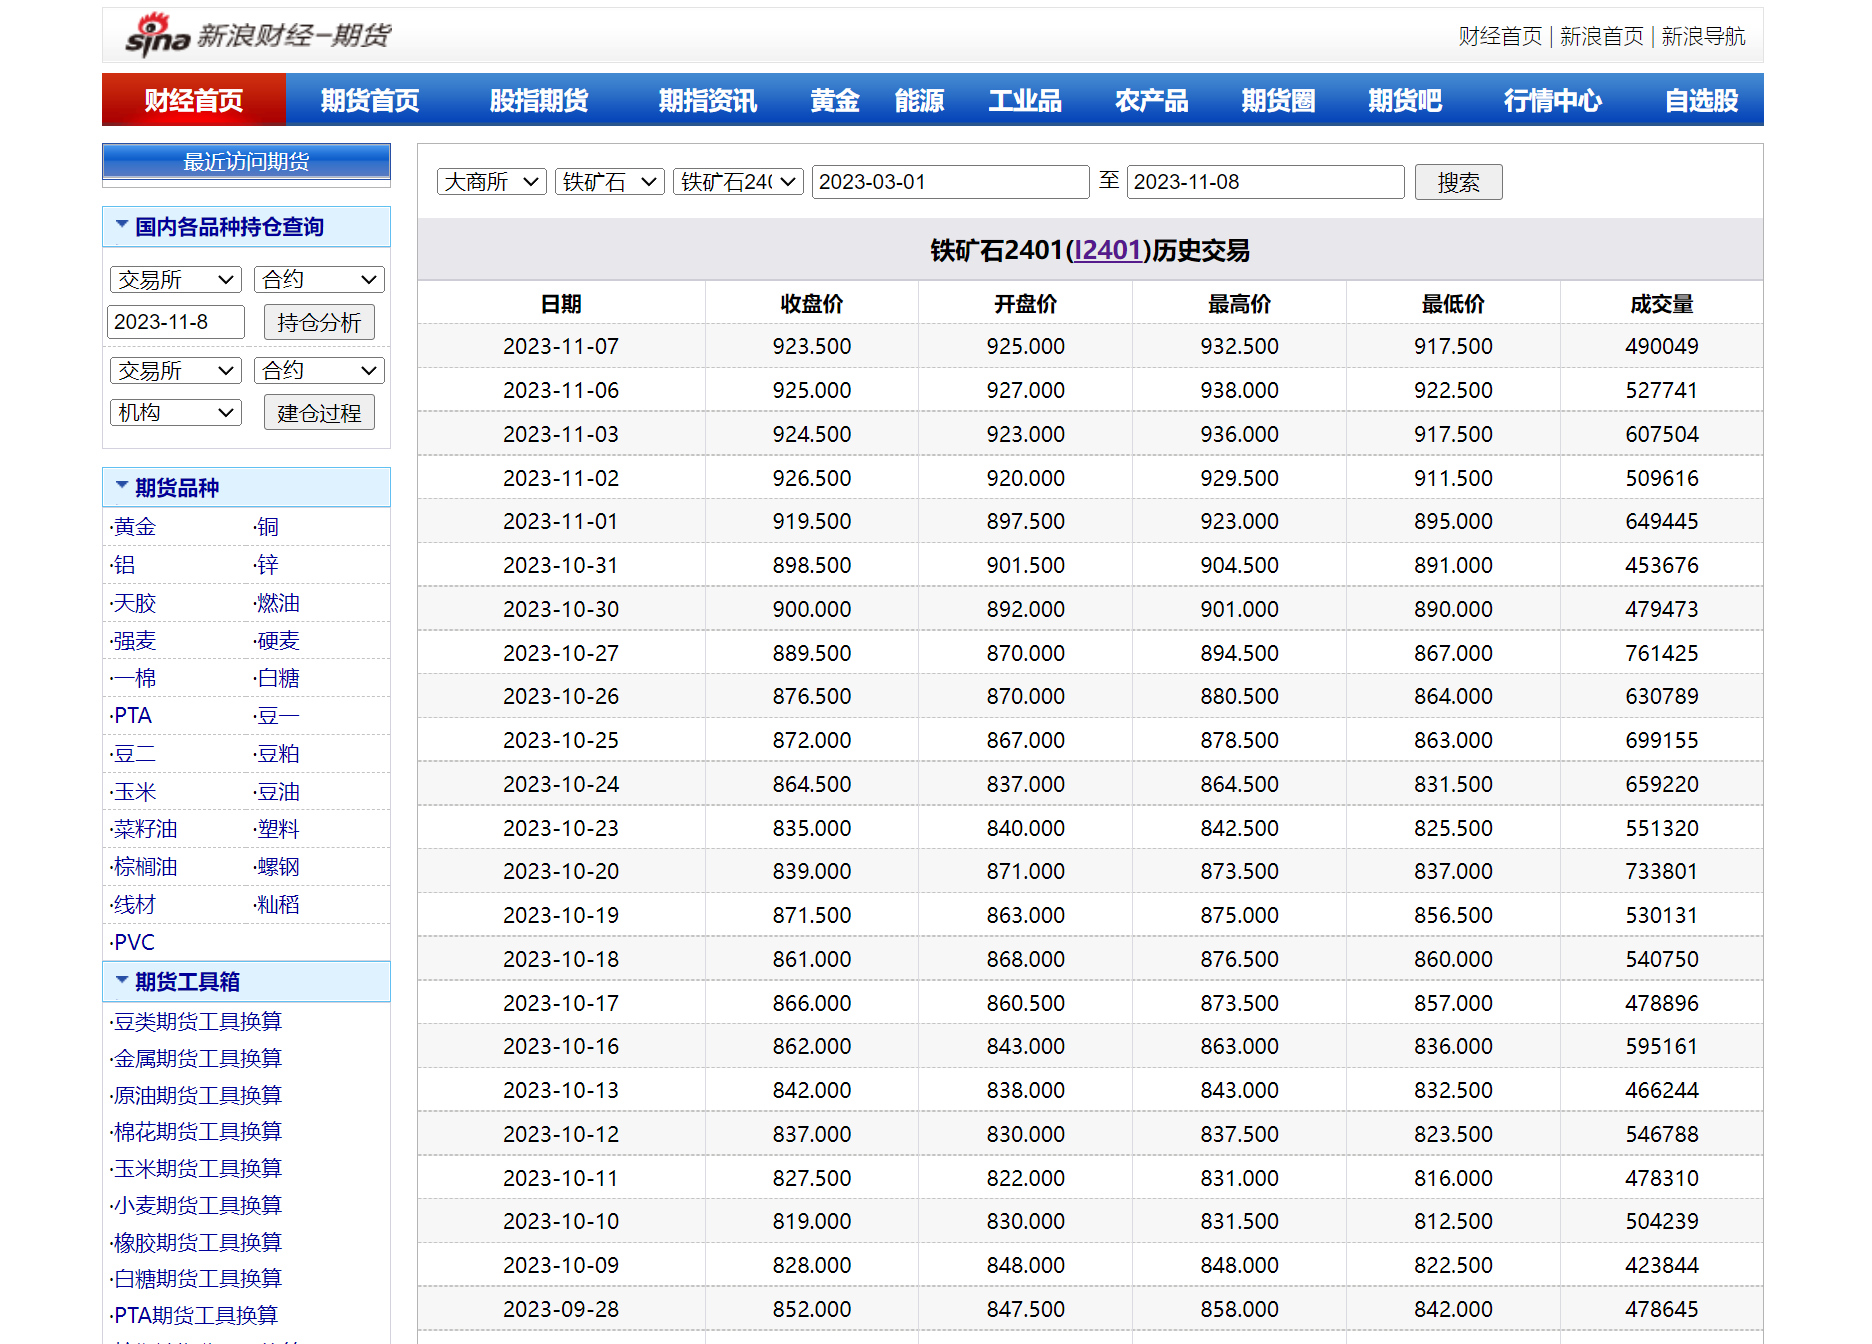 sina 新浪财经-期货
财经首页 | 新浪首页 | 新浪导航
财经首页 期货首页 股指期货 期指资讯 黄金 能源 工业品 农产品 期货圈 期货吧 行情中心 自选股
最近访问期货
国内各品种持仓查询
交易所 合约
2023-11-8 持仓分析
交易所 合约
机构 建仓过程
期货品种
·黄金 ·铜
·铝 ·锌
·天胶 ·燃油
·强麦 ·硬麦
·一棉 ·白糖
·PTA ·豆一
·豆二 ·豆粕
·玉米 ·豆油
·菜籽油 ·塑料
·棕榈油 ·螺钢
·线材 ·籼稻
·PVC
期货工具箱
·豆类期货工具换算
·金属期货工具换算
·原油期货工具换算
·棉花期货工具换算
·玉米期货工具换算
·小麦期货工具换算
·橡胶期货工具换算
·白糖期货工具换算
·PTA期货工具换算
大商所 铁矿石 铁矿石240 2023-03-01 至 2023-11-08 搜索
铁矿石2401(I2401)历史交易
日期 收盘价 开盘价 最高价 最低价 成交量
2023-11-07 923.500 925.000 932.500 917.500 490049
2023-11-06 925.000 927.000 938.000 922.500 527741
2023-11-03 924.500 923.000 936.000 917.500 607504
2023-11-02 926.500 920.000 929.500 911.500 509616
2023-11-01 919.500 897.500 923.000 895.000 649445
2023-10-31 898.500 901.500 904.500 891.000 453676
2023-10-30 900.000 892.000 901.000 890.000 479473
2023-10-27 889.500 870.000 894.500 867.000 761425
2023-10-26 876.500 870.000 880.500 864.000 630789
2023-10-25 872.000 867.000 878.500 863.000 699155
2023-10-24 864.500 837.000 864.500 831.500 659220
2023-10-23 835.000 840.000 842.500 825.500 551320
2023-10-20 839.000 871.000 873.500 837.000 733801
2023-10-19 871.500 863.000 875.000 856.500 530131
2023-10-18 861.000 868.000 876.500 860.000 540750
2023-10-17 866.000 860.500 873.500 857.000 478896
2023-10-16 862.000 843.000 863.000 836.000 595161
2023-10-13 842.000 838.000 843.000 832.500 466244
2023-10-12 837.000 830.000 837.500 823.500 546788
2023-10-11 827.500 822.000 831.000 816.000 478310
2023-10-10 819.000 830.000 831.500 812.500 504239
2023-10-09 828.000 848.000 848.000 822.500 423844
2023-09-28 852.000 847.500 858.000 842.000 478645